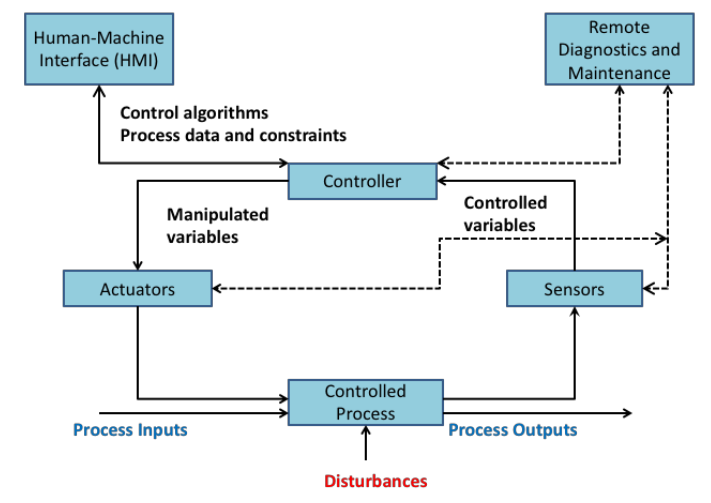 Human-Machine
Interface (HMI)
Remote
Diagnostics and
Maintenance
Control algorithms
Process data and constraints
Controller
Manipulated
variables
Controlled
variables
Actuators
Sensors
Controlled
Process
Process Inputs
Process Outputs
Disturbances